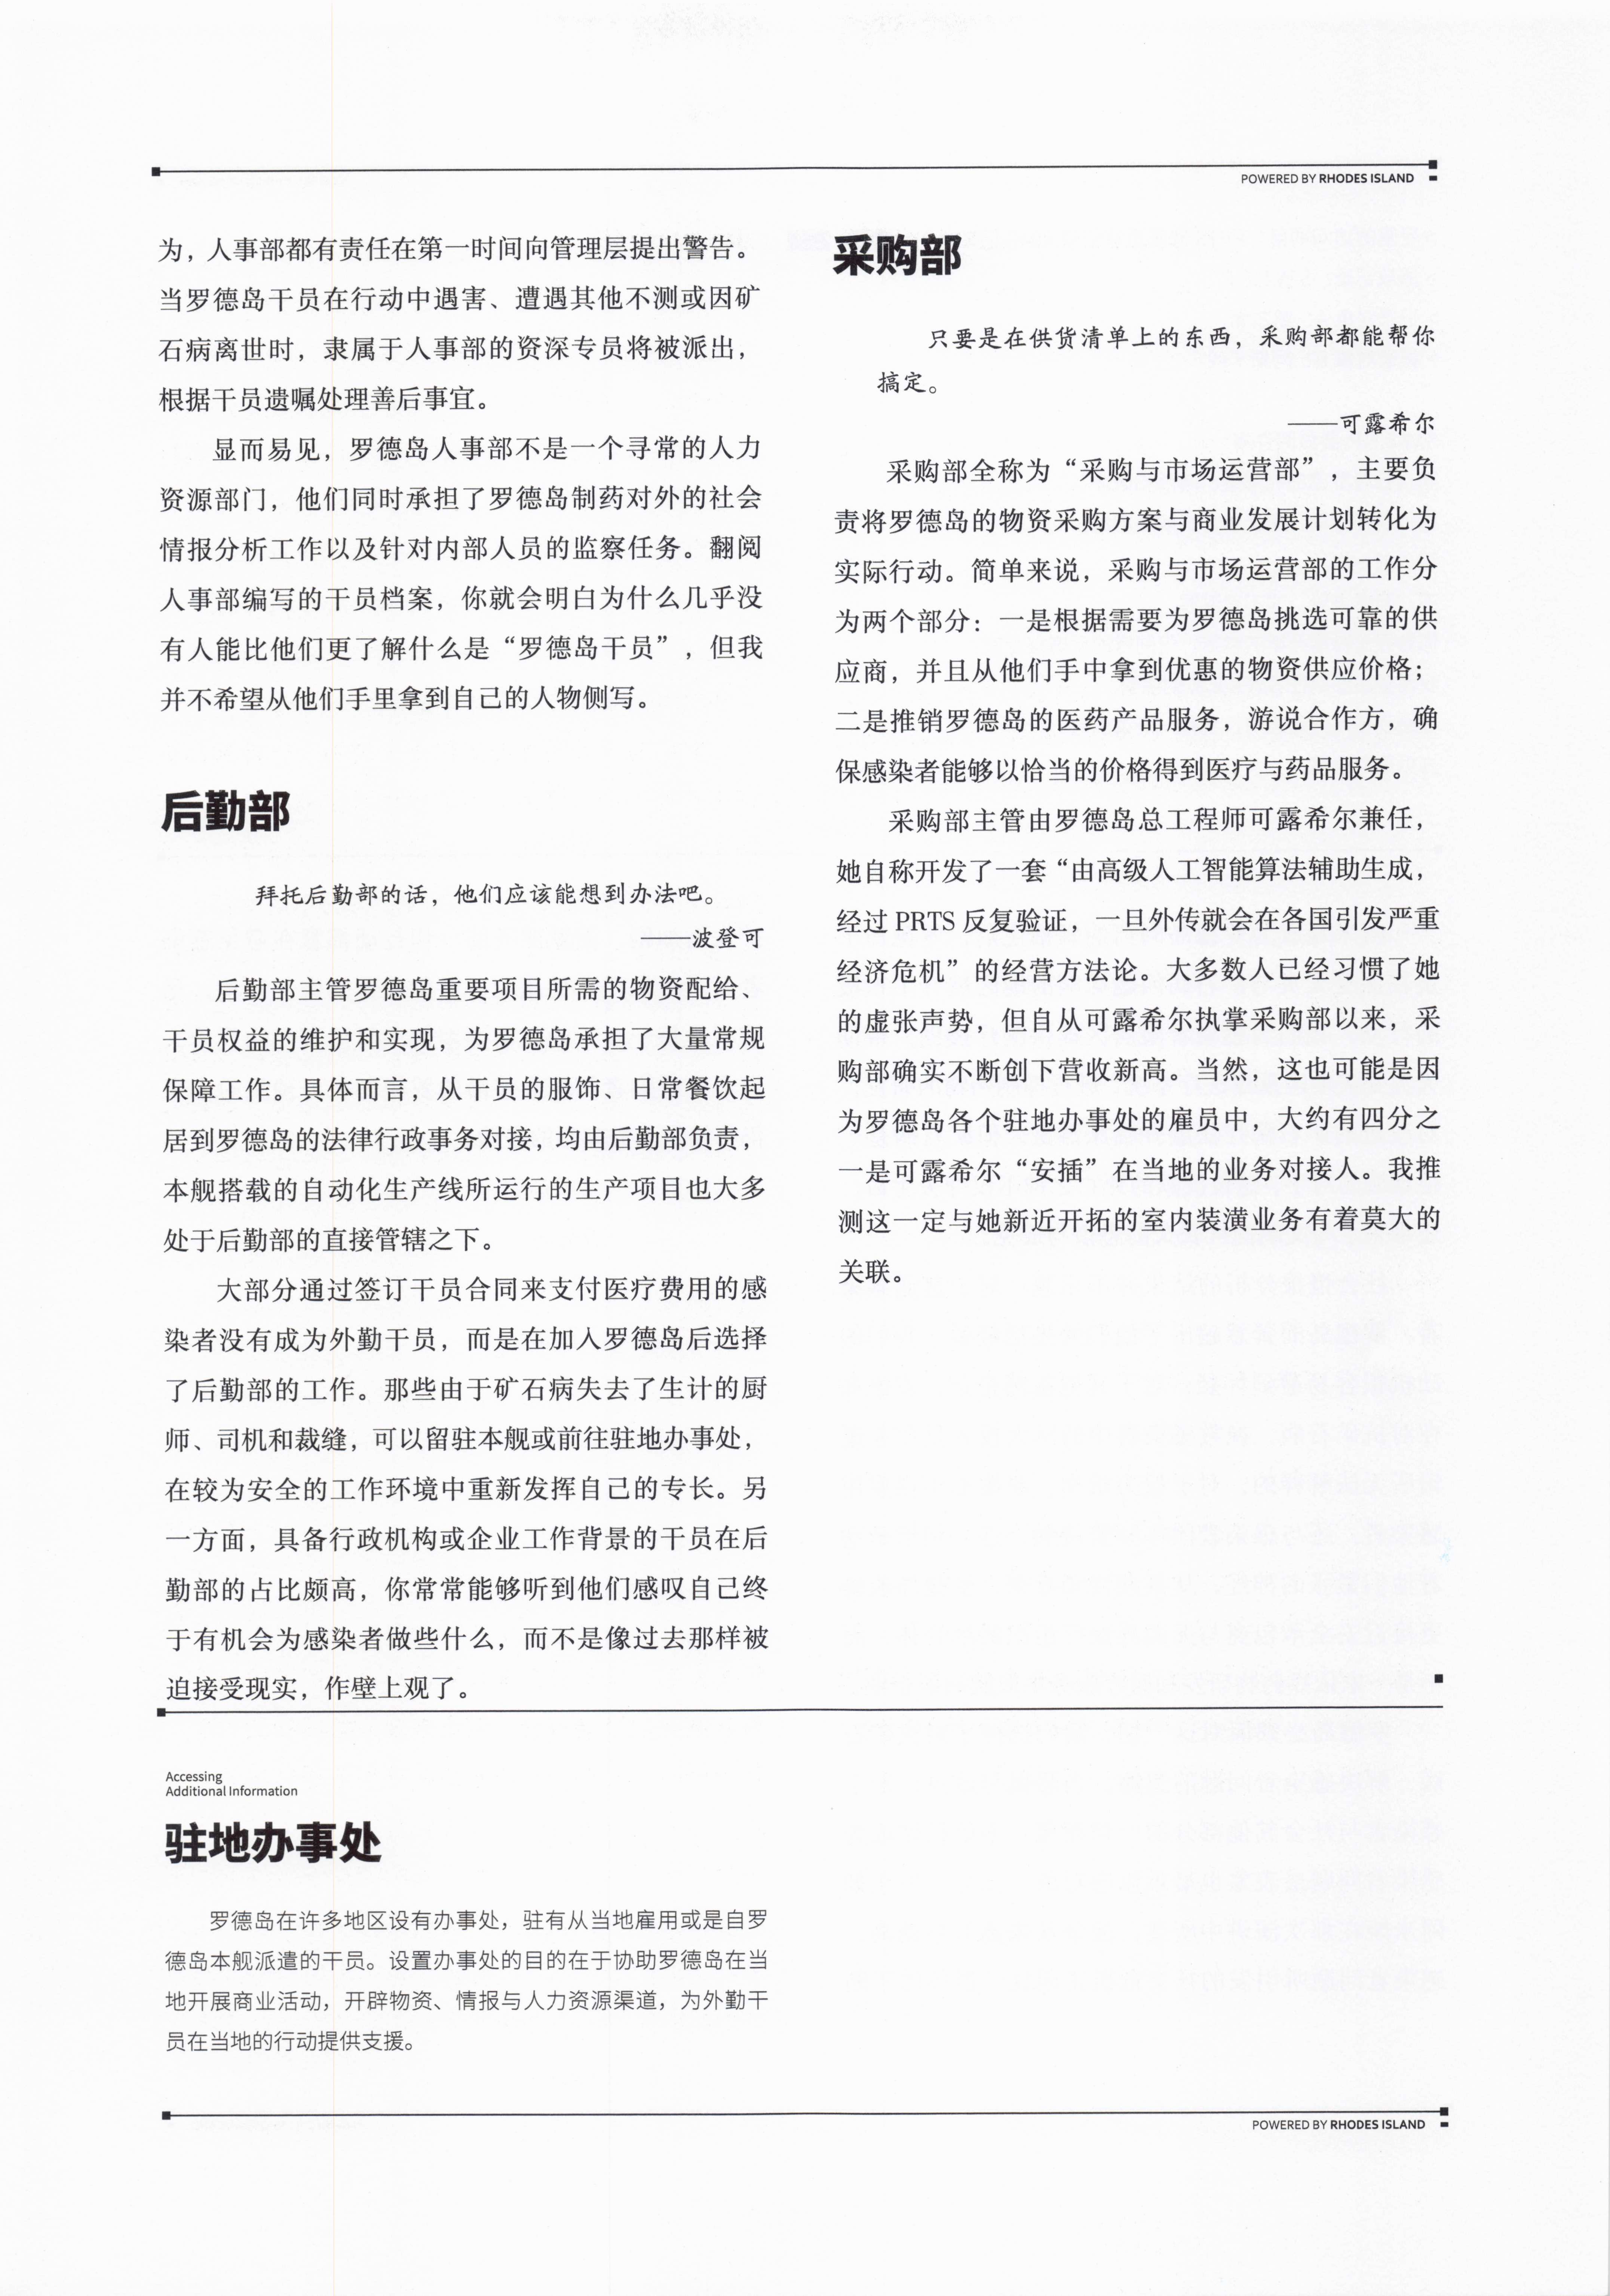 POWERED BY RHODES ISLAND
为，人事部都有责任在第一时间向管理层提出警告。
当罗德岛干员在行动中遇害、遭遇其他不测或因矿
石病离世时，隶属于人事部的资深专员将被派出，
根据干员遗嘱处理善后事宜。
显而易见，罗德岛人事部不是一个寻常的人力
资源部门，他们同时承担了罗德岛制药对外的社会
情报分析工作以及针对内部人员的监察任务。翻阅
人事部编写的干员档案，你就会明白为什么几乎没
有人能比他们更了解什么是“罗德岛干员”，但我
并不希望从他们手里拿到自己的人物侧写。
后勤部
拜托后勤部的话，他们应该能想到办法吧。
——波登可
后勤部主管罗德岛重要项目所需的物资配给、
干员权益的维护和实现，为罗德岛承担了大量常规
保障工作。具体而言，从干员的服饰、日常餐饮起
居到罗德岛的法律行政事务对接，均由后勤部负责，
本舰搭载的自动化生产线所运行的生产项目也大多
处于后勤部的直接管辖之下。
大部分通过签订干员合同来支付医疗费用的感
染者没有成为外勤干员，而是在加入罗德岛后选择
了后勤部的工作。那些由于矿石病失去了生计的厨
师、司机和裁缝，可以留驻本舰或前往驻地办事处，
在较为安全的工作环境中重新发挥自己的专长。另
一方面，具备行政机构或企业工作背景的干员在后
勤部的占比颇高，你常常能够听到他们感叹自己终
于有机会为感染者做些什么，而不是像过去那样被
迫接受现实，作壁上观了。
采购部
只要是在供货清单上的东西，采购部都能帮你
搞定。
——可露希尔
采购部全称为“采购与市场运营部”，主要负
责将罗德岛的物资采购方案与商业发展计划转化为
实际行动。简单来说，采购与市场运营部的工作分
为两个部分：一是根据需要为罗德岛挑选可靠的供
应商，并且从他们手中拿到优惠的物资供应价格；
二是推销罗德岛的医药产品服务，游说合作方，确
保感染者能够以恰当的价格得到医疗与药品服务。
采购部主管由罗德岛总工程师可露希尔兼任，
她自称开发了一套“由高级人工智能算法辅助生成，
经过 PRTS 反复验证，一旦外传就会在各国引发严重
经济危机”的经营方法论。大多数人已经习惯了她
的虚张声势，但自从可露希尔执掌采购部以来，采
购部确实不断创下营收新高。当然，这也可能是因
为罗德岛各个驻地办事处的雇员中，大约有四分之
一是可露希尔“安插”在当地的业务对接人。我推
测这一定与她新近开拓的室内装潢业务有着莫大的
关联。
Accessing
Additional Information
驻地办事处
罗德岛在许多地区设有办事处，驻有从当地雇用或是自罗
德岛本舰派遣的干员。设置办事处的目的在于协助罗德岛在当
地开展商业活动，开辟物资、情报与人力资源渠道，为外勤干
员在当地的行动提供支援。
POWERED BY RHODES ISLAND